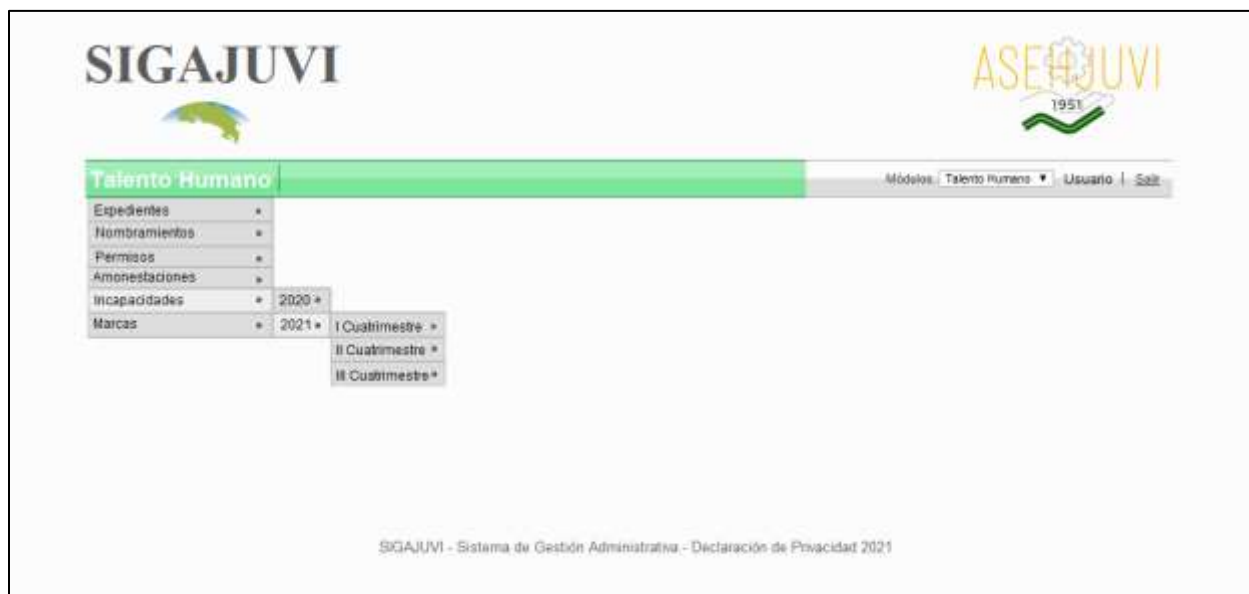 SIGAJUVI
ASEHJUVI
1951
Talento Humano
Módulos: Talento Humano Usuario | Salir
Expedientes
Nombramientos
Permisos
Amonestaciones
Incapacidades 2020
Marcas 2021 I Cuatrimestre
II Cuatrimestre
III Cuatrimestre
SIGAJUVI - Sistema de Gestión Administrativa - Declaración de Privacidad 2021